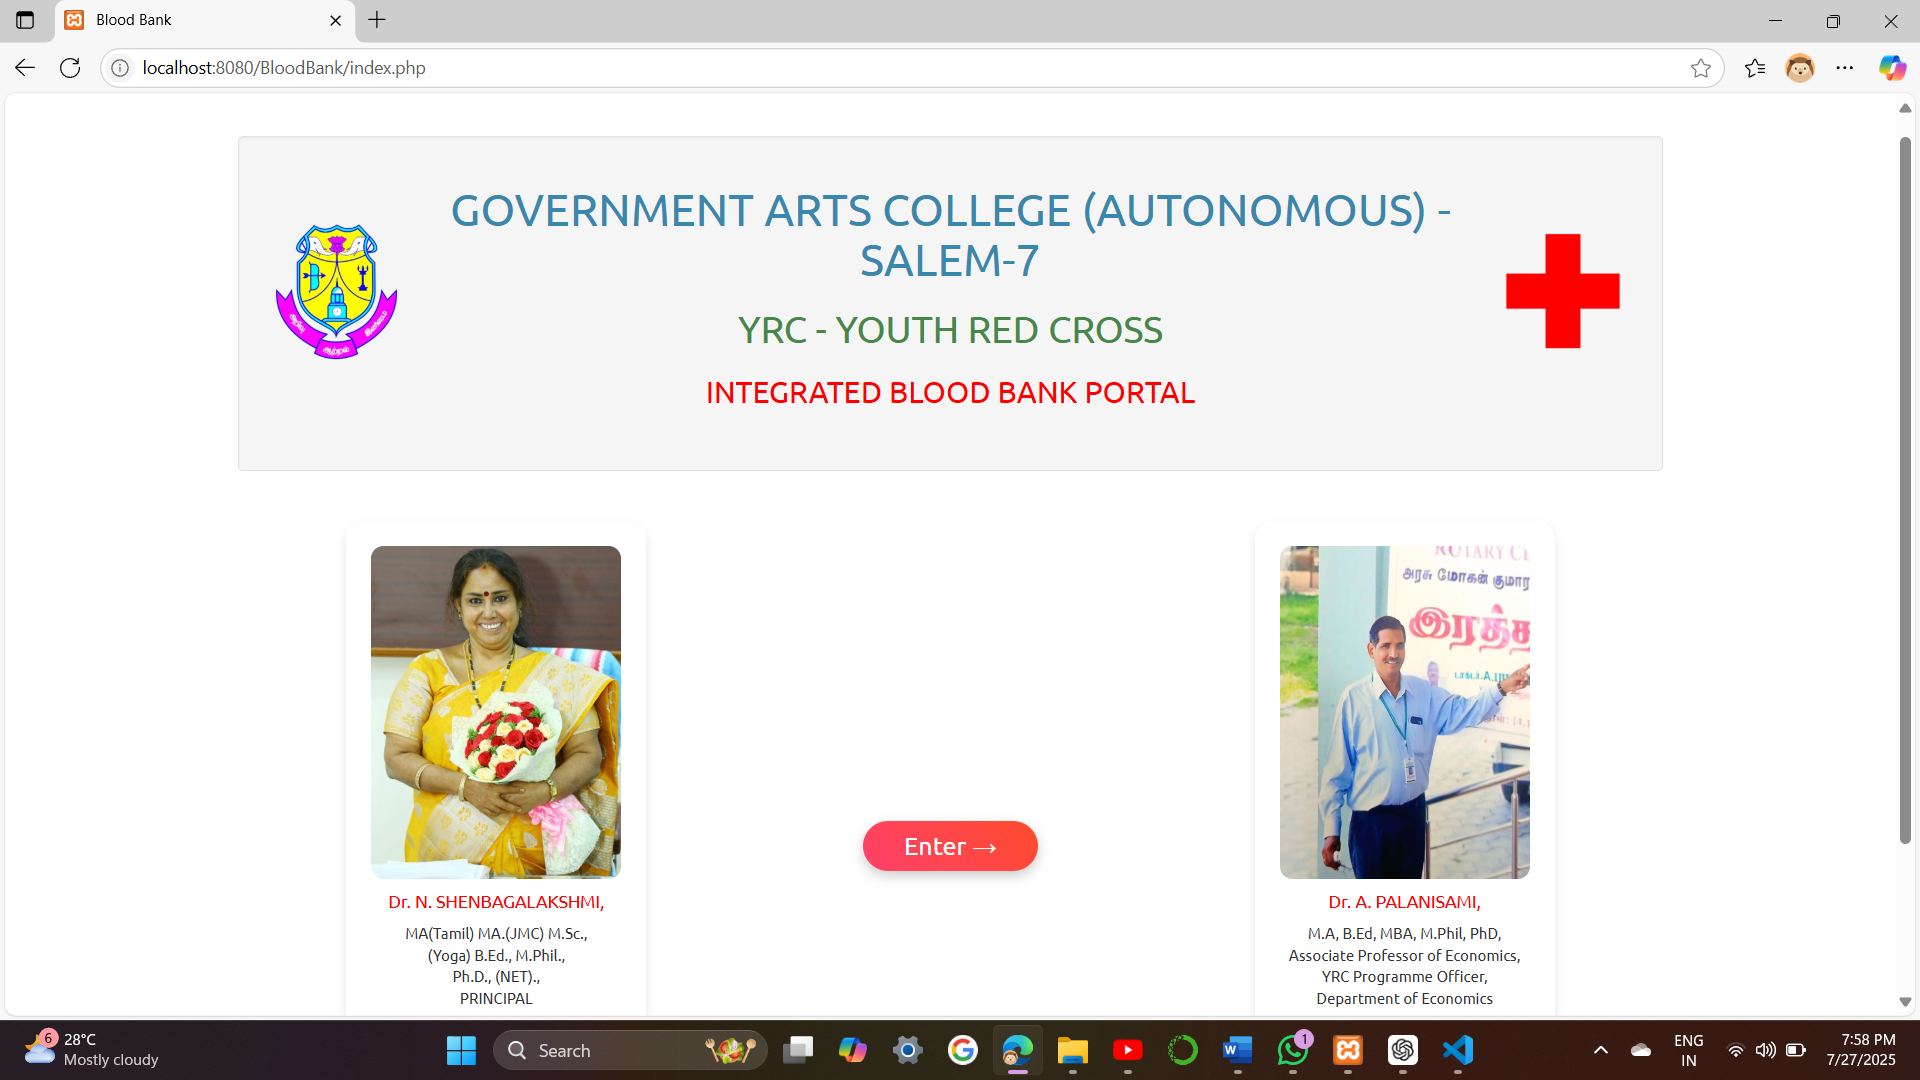 Blood Bank
localhost:8080/BloodBank/index.php
GOVERNMENT ARTS COLLEGE (AUTONOMOUS) -
SALEM-7
YRC - YOUTH RED CROSS
INTEGRATED BLOOD BANK PORTAL
ஆற்றல்
ROTARY
அரசு மோகன் குமார
இரத்த
Enter →
Dr. N. SHENBAGALAKSHMI,
MA(Tamil) MA.(JMC) M.Sc.,
(Yoga) B.Ed., M.Phil.,
Ph.D., (NET).,
PRINCIPAL
Dr. A. PALANISAMI,
M.A, B.Ed, MBA, M.Phil, PhD,
Associate Professor of Economics,
YRC Programme Officer,
Department of Economics
6
28°C
Mostly cloudy
Search
1
ENG
IN
7:58 PM
7/27/2025